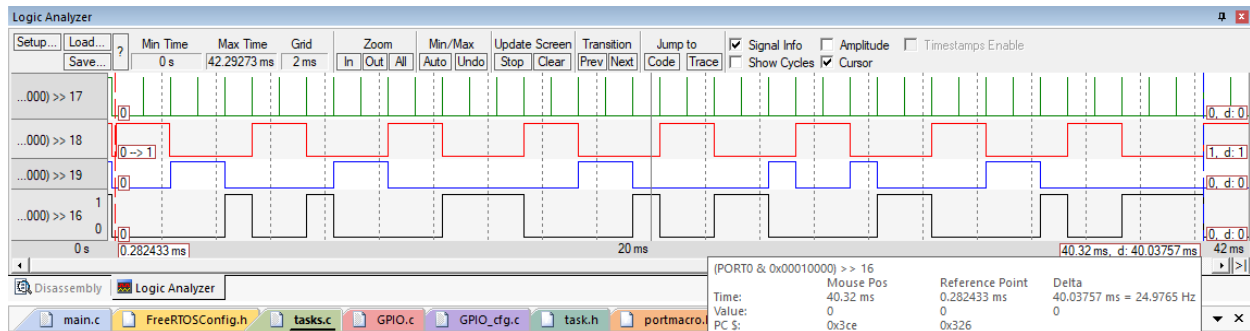 Logic Analyzer
Setup... Load... ? Min Time Max Time Grid Zoom Min/Max Update Screen Transition Jump to Signal Info Amplitude Timestamps Enable
Save... 0 s 42.29273 ms 2 ms In Out All Auto Undo Stop Clear Prev Next Code Trace Show Cycles Cursor
...000) >> 17 0 0, d: 0
...000) >> 18 0 --> 1 1, d: 1
...000) >> 19 0 0, d: 0
1
...000) >> 16
0 0 0, d: 0
0 s 0.282433 ms 20 ms 40.32 ms, d: 40.03757 ms 42 ms
(PORT0 & 0x00010000) >> 16
Mouse Pos Reference Point Delta
Time: 40.32 ms 0.282433 ms 40.03757 ms = 24.9765 Hz
Value: 0 0 0
PC $: 0x3ce 0x326
Disassembly Logic Analyzer
main.c FreeRTOSConfig.h tasks.c GPIO.c GPIO_cfg.c task.h portmacro.